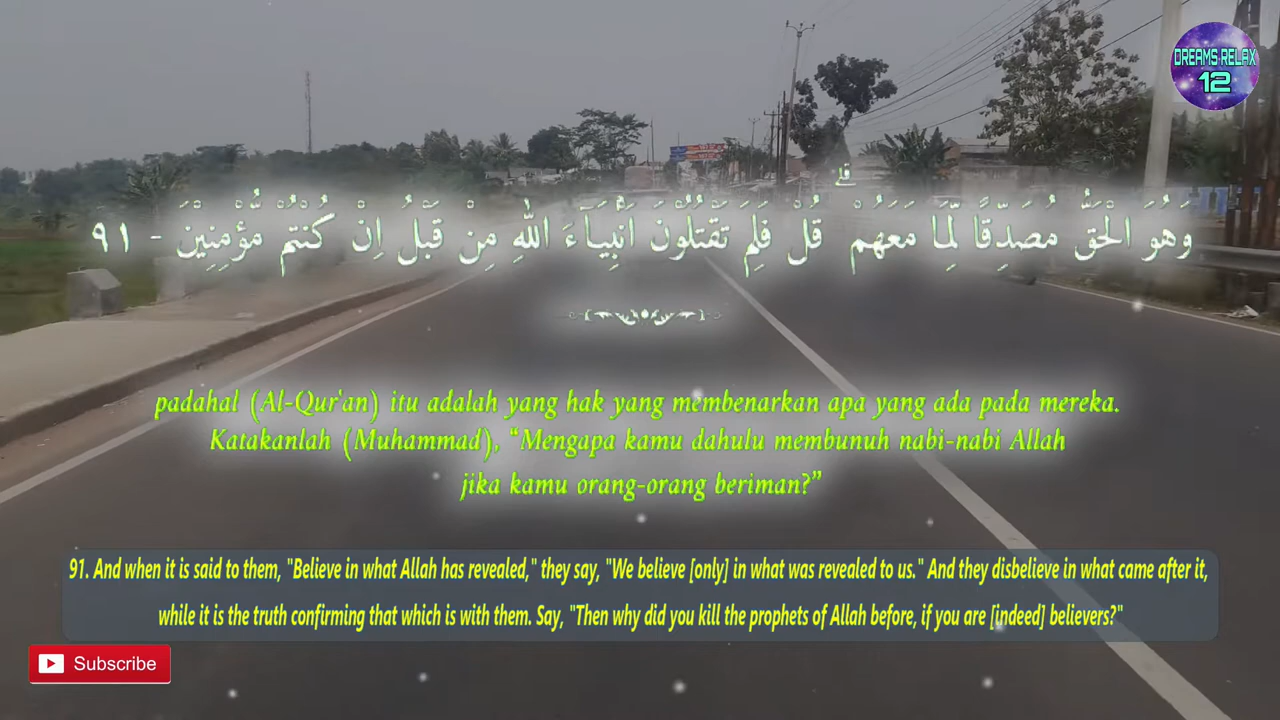 DREAMS RELAX
12
وَهُوَ الْحَقُّ مُصَدِّقًا لِّمَا مَعَهُمْ ۗ قُلْ فَلِمَ تَقْتُلُوْنَ اَنْۢبِيَاۤءَ اللّٰهِ مِنْ قَبْلُ اِنْ كُنْتُمْ مُّؤْمِنِيْنَ - ٩١
padahal (Al-Qur'an) itu adalah yang hak yang membenarkan apa yang ada pada mereka.
Katakanlah (Muhammad), “Mengapa kamu dahulu membunuh nabi-nabi Allah
jika kamu orang-orang beriman?”
91. And when it is said to them, "Believe in what Allah has revealed," they say, "We believe [only] in what was revealed to us." And they disbelieve in what came after it,
while it is the truth confirming that which is with them. Say, "Then why did you kill the prophets of Allah before, if you are [indeed] believers?"
Subscribe